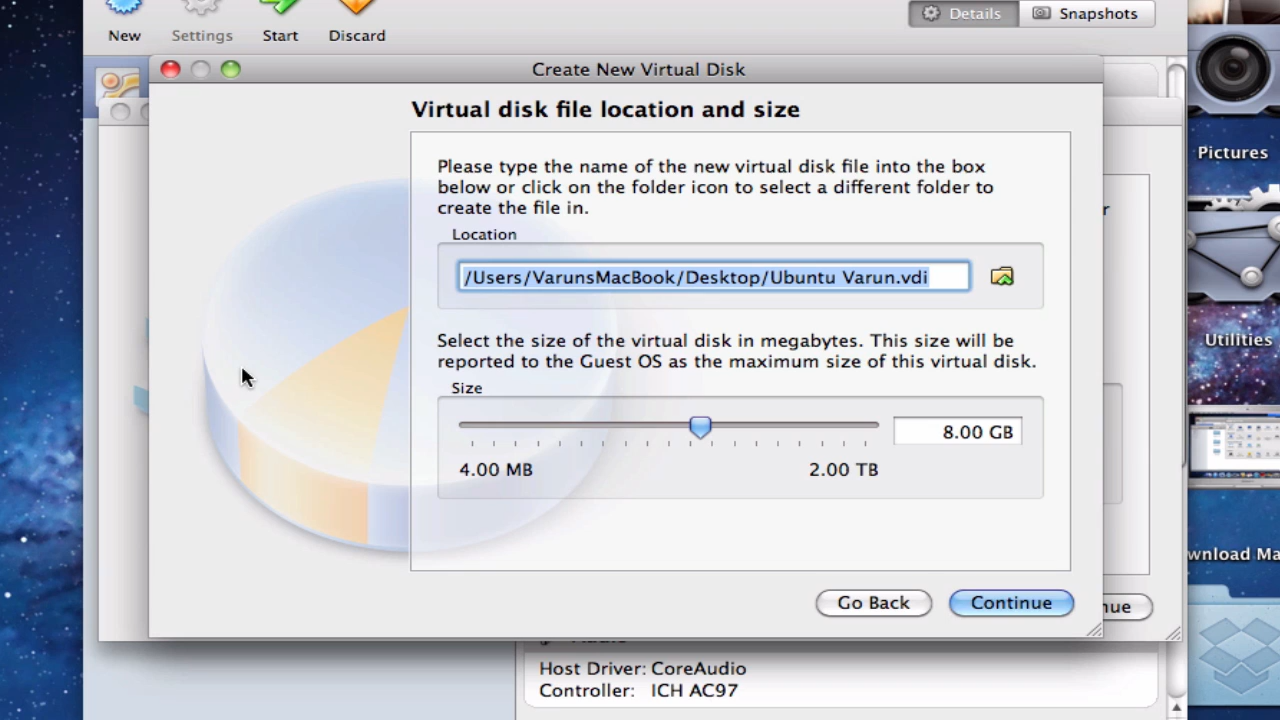 Details
Snapshots
New
Settings
Start
Discard
Create New Virtual Disk
Virtual disk file location and size
Please type the name of the new virtual disk file into the box
below or click on the folder icon to select a different folder to
create the file in.
Location
/Users/VarunsMacBook/Desktop/Ubuntu Varun.vdi
Select the size of the virtual disk in megabytes. This size will be
reported to the Guest OS as the maximum size of this virtual disk.
Size
8.00 GB
4.00 MB
2.00 TB
Go Back
Continue
nue
r
Host Driver: CoreAudio
Controller: ICH AC97
Pictures
Utilities
wnload Ma